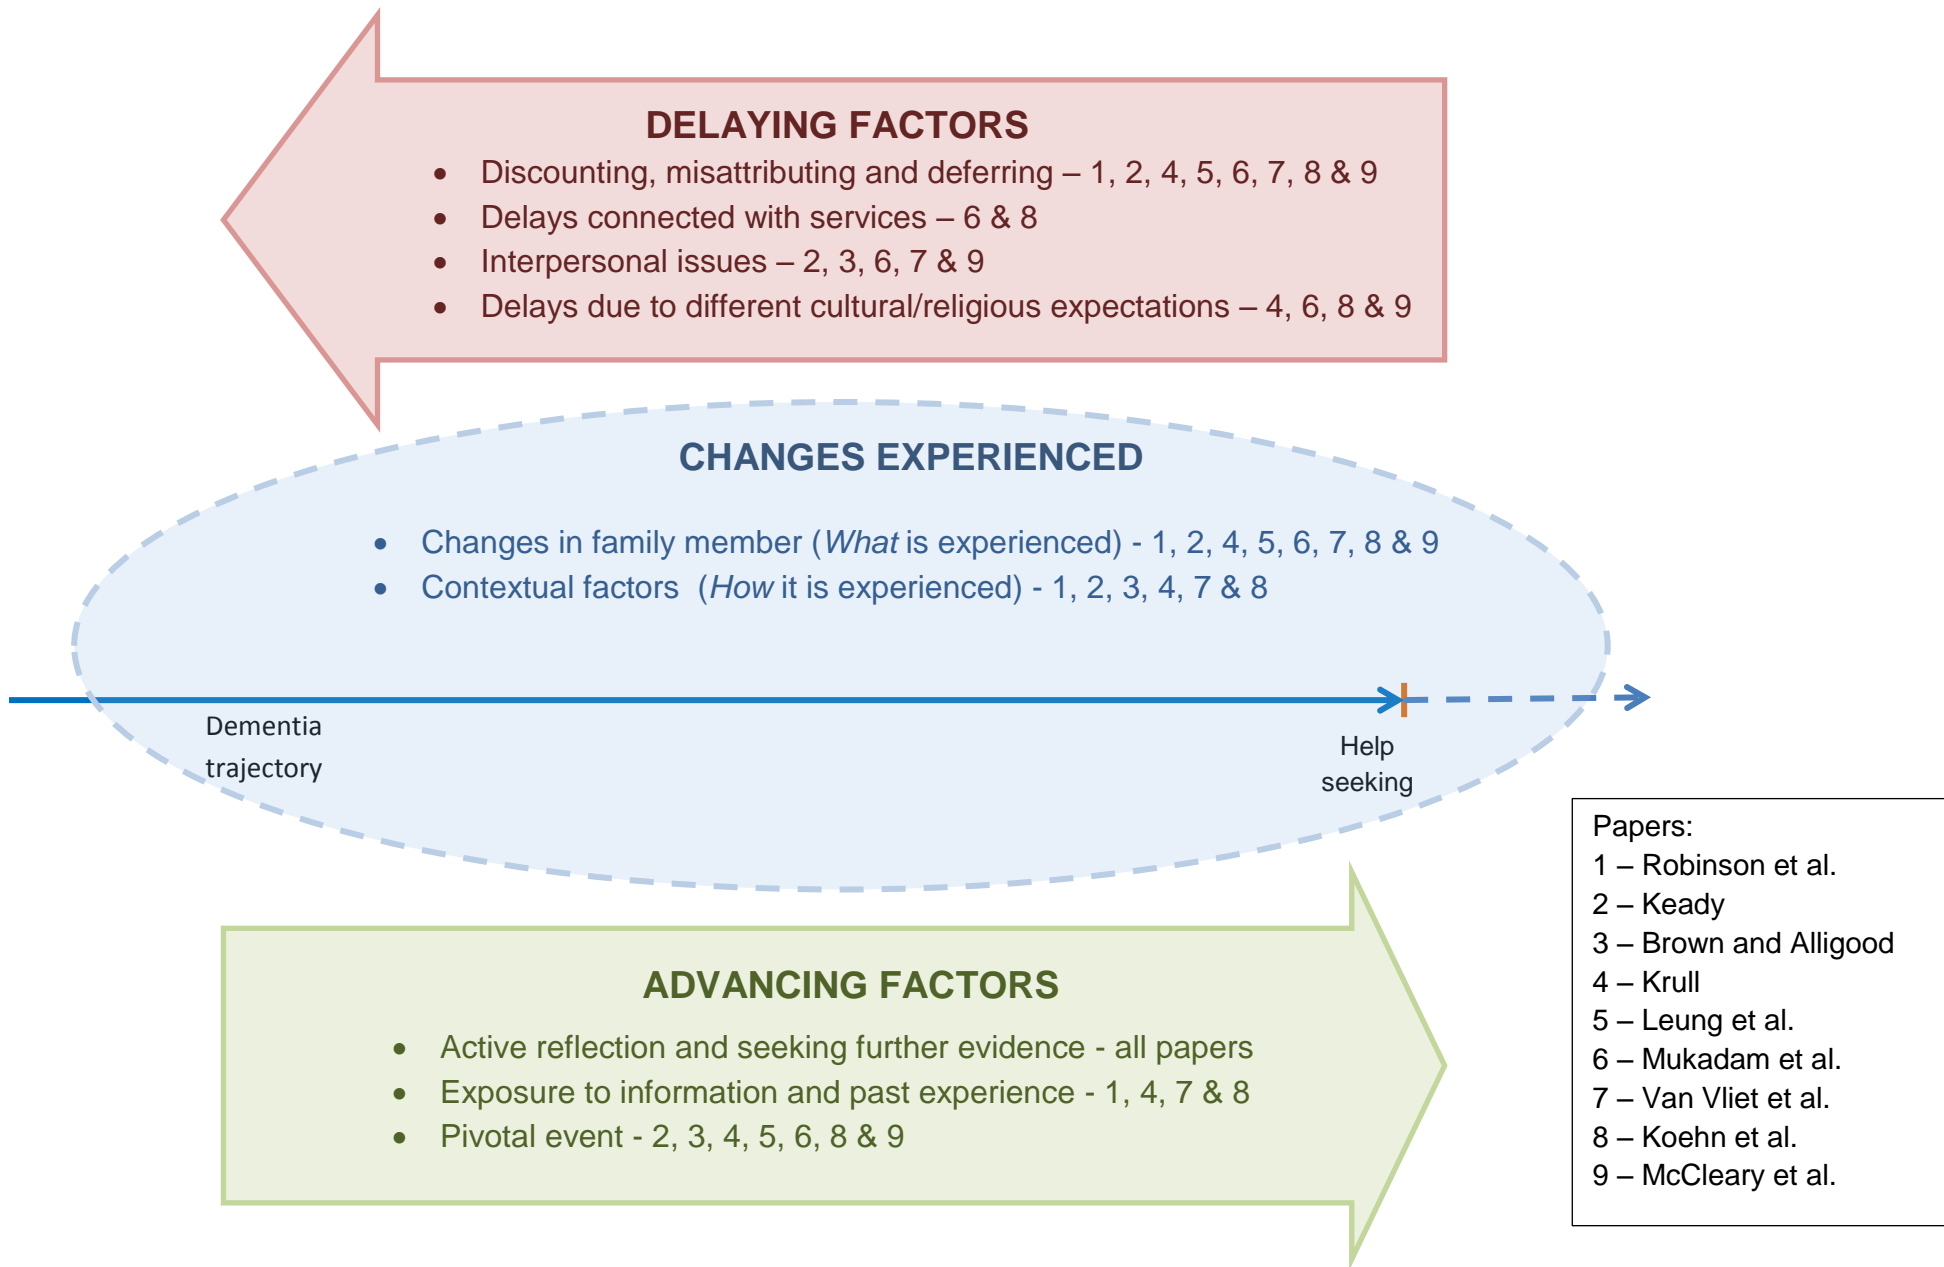 DELAYING FACTORS
• Discounting, misattributing and deferring – 1, 2, 4, 5, 6, 7, 8 & 9
• Delays connected with services – 6 & 8
• Interpersonal issues – 2, 3, 6, 7 & 9
• Delays due to different cultural/religious expectations – 4, 6, 8 & 9
CHANGES EXPERIENCED
• Changes in family member (What is experienced) - 1, 2, 4, 5, 6, 7, 8 & 9
• Contextual factors (How it is experienced) - 1, 2, 3, 4, 7 & 8
Dementia
trajectory
Help
seeking
ADVANCING FACTORS
• Active reflection and seeking further evidence - all papers
• Exposure to information and past experience - 1, 4, 7 & 8
• Pivotal event - 2, 3, 4, 5, 6, 8 & 9
Papers:
1 – Robinson et al.
2 – Keady
3 – Brown and Alligood
4 – Krull
5 – Leung et al.
6 – Mukadam et al.
7 – Van Vliet et al.
8 – Koehn et al.
9 – McCleary et al.